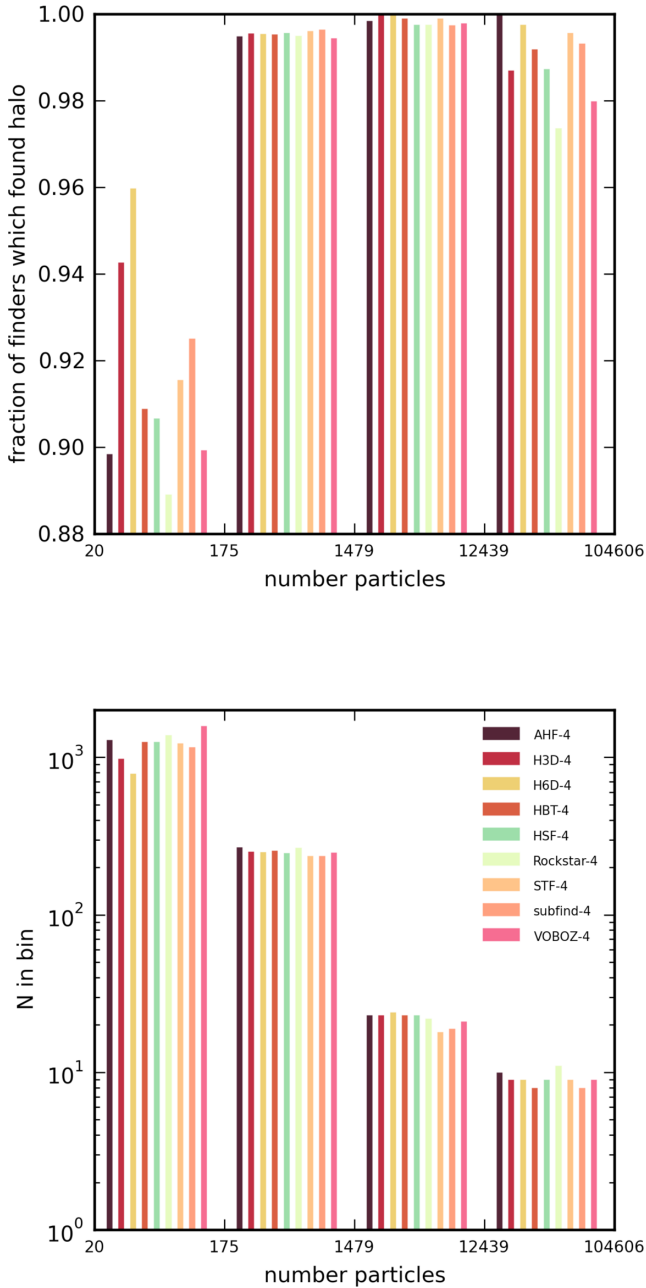 1.00
0.98
0.96
0.94
0.92
0.90
0.88
fraction of finders which found halo
20 175 1479 12439 104606
number particles
10³
10²
10¹
10⁰
N in bin
AHF-4
H3D-4
H6D-4
HBT-4
HSF-4
Rockstar-4
STF-4
subfind-4
VOBOZ-4
20 175 1479 12439 104606
number particles